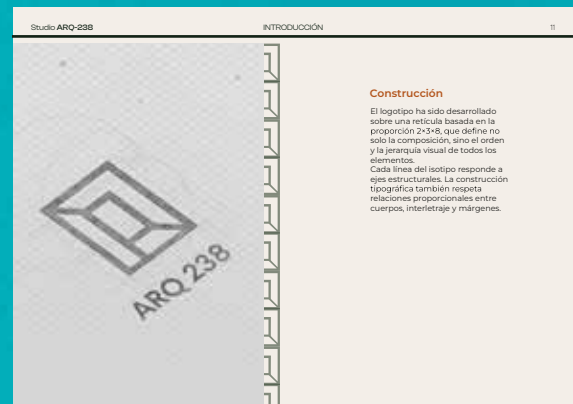 Studio ARQ-238
INTRODUCCIÓN
11
ARQ 238
Construcción
El logotipo ha sido desarrollado
sobre una retícula basada en la
proporción 2×3×8, que define no
solo la composición, sino el orden
y la jerarquía visual de todos los
elementos.
Cada línea del isotipo responde a
ejes estructurales. La construcción
tipográfica también respeta
relaciones proporcionales entre
cuerpos, interletraje y márgenes.